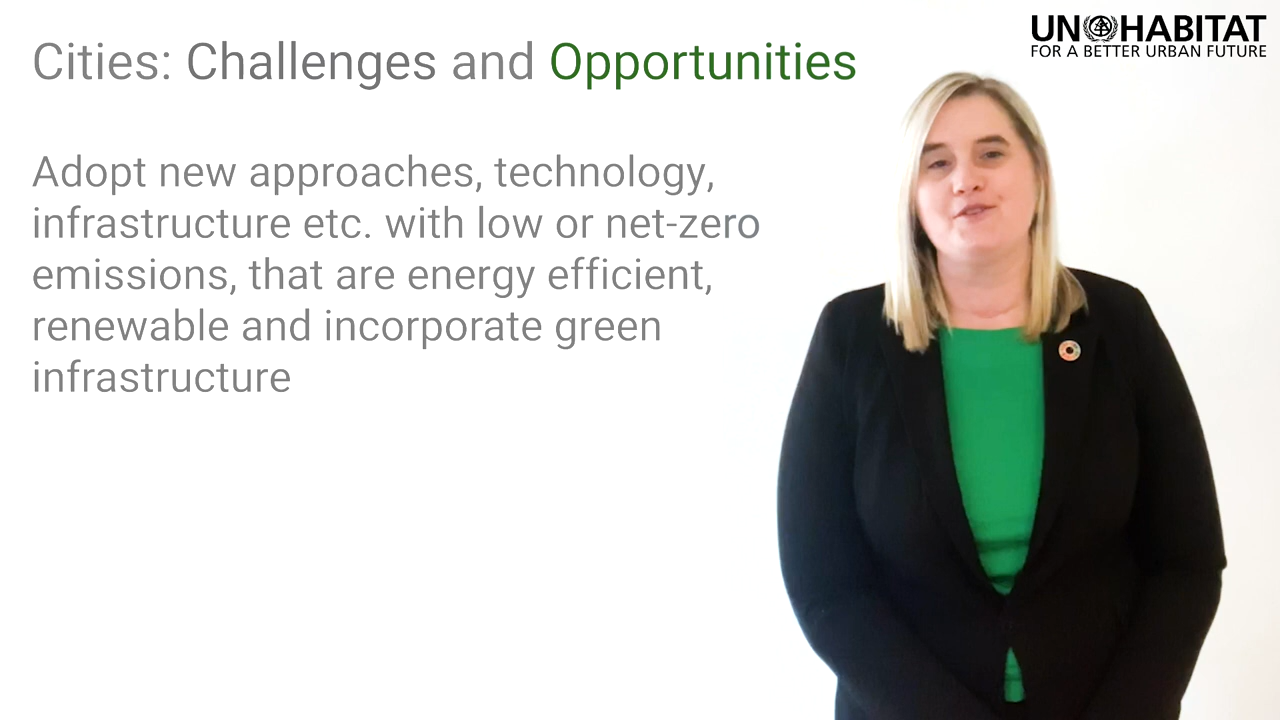 Cities: Challenges and Opportunities
UN HABITAT
FOR A BETTER URBAN FUTURE
Adopt new approaches, technology,
infrastructure etc. with low or net-zero
emissions, that are energy efficient,
renewable and incorporate green
infrastructure